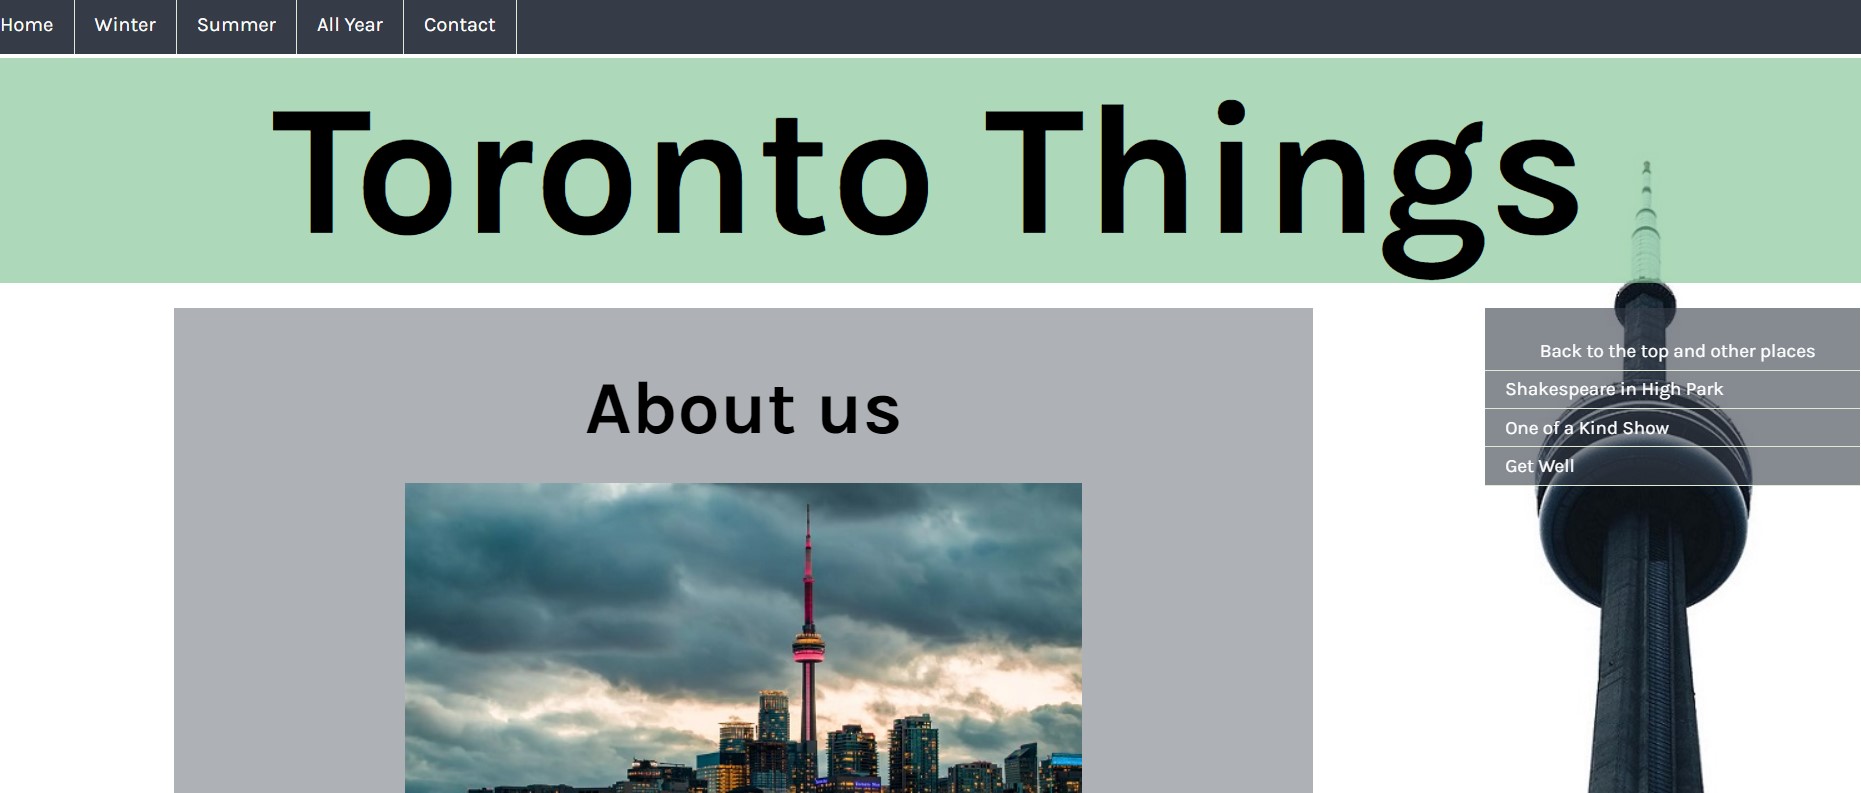 Home Winter Summer All Year Contact
Toronto Things
About us
Back to the top and other places
Shakespeare in High Park
One of a Kind Show
Get Well